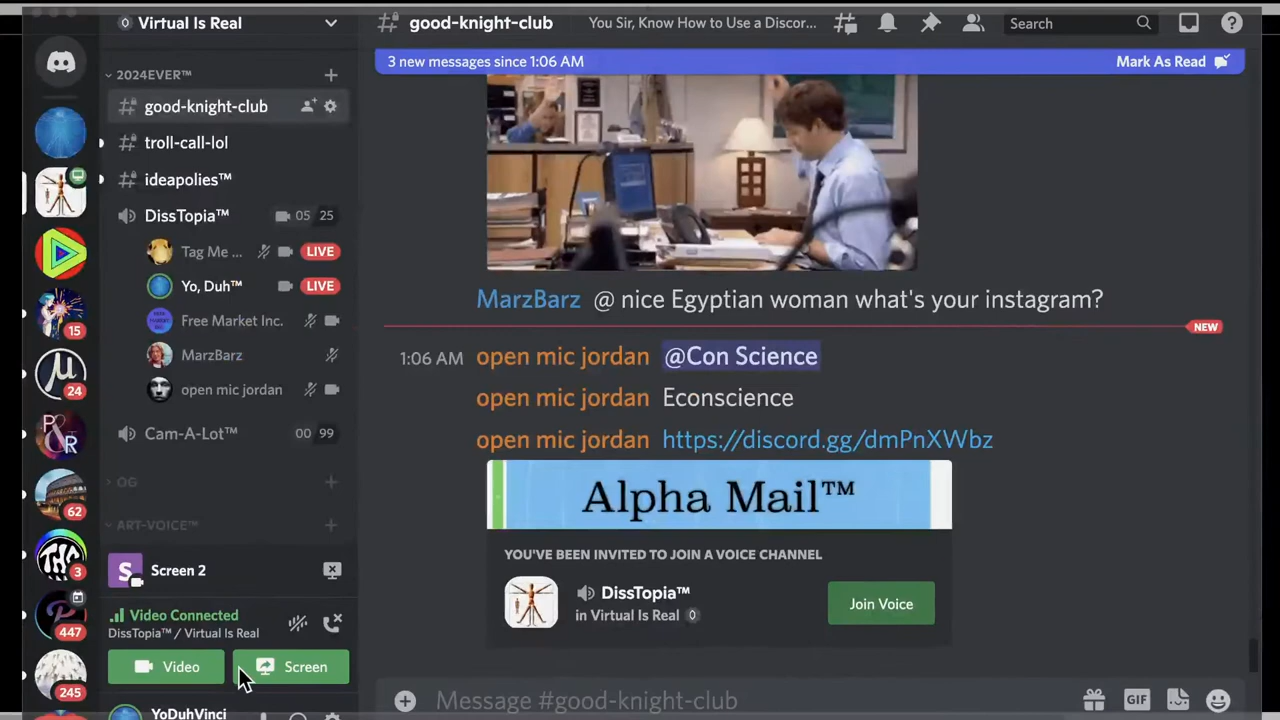 Virtual Is Real
good-knight-club
You Sir, Know How to Use a Discor...
Search
3 new messages since 1:06 AM
Mark As Read
2024EVER™
good-knight-club
troll-call-lol
ideapolies™
DissTopia™
05 25
Tag Me ...
LIVE
Yo, Duh™
LIVE
Free Market Inc.
MarzBarz
open mic jordan
Cam-A-Lot™
00 99
OG
ART-VOICE™
S
Screen 2
Video Connected
DissTopia™ / Virtual Is Real
Video
Screen
YoDuhVinci
15
24
P&R
62
THC
3
447
245
MarzBarz @ nice Egyptian woman what's your instagram?
NEW
1:06 AM open mic jordan @Con Science
open mic jordan Econscience
open mic jordan https://discord.gg/dmPnXWbz
Alpha Mail™
YOU'VE BEEN INVITED TO JOIN A VOICE CHANNEL
DissTopia™
in Virtual Is Real
Join Voice
Message #good-knight-club
GIF